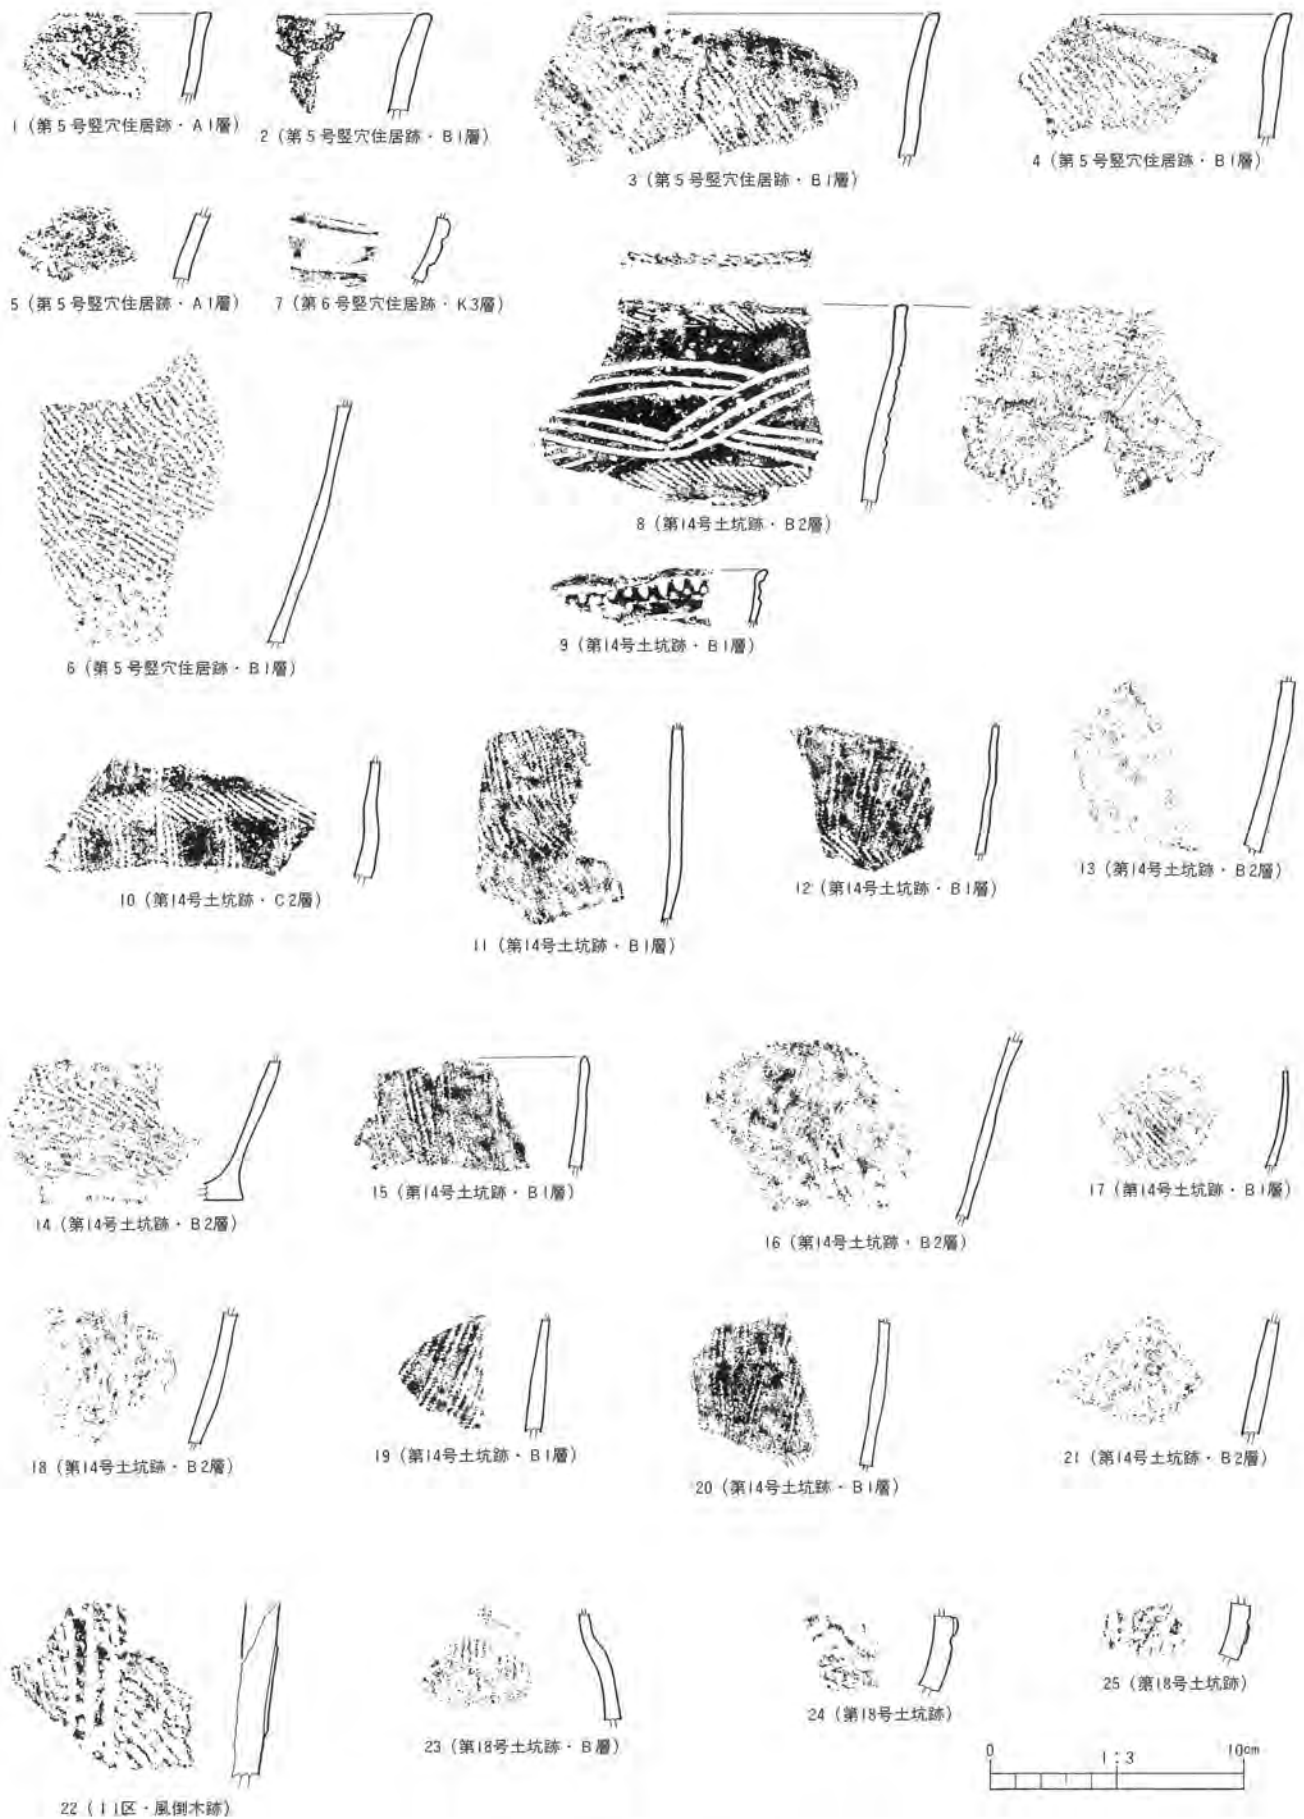 1（第5号竪穴住居跡・A1層）
2（第5号竪穴住居跡・B1層）
3（第5号竪穴住居跡・B1層）
4（第5号竪穴住居跡・B1層）
5（第5号竪穴住居跡・A1層）
7（第6号竪穴住居跡・K3層）
8（第14号土坑跡・B2層）
6（第5号竪穴住居跡・B1層）
9（第14号土坑跡・B1層）
10（第14号土坑跡・C2層）
11（第14号土坑跡・B1層）
12（第14号土坑跡・B1層）
13（第14号土坑跡・B2層）
14（第14号土坑跡・B2層）
15（第14号土坑跡・B1層）
16（第14号土坑跡・B2層）
17（第14号土坑跡・B1層）
18（第14号土坑跡・B2層）
19（第14号土坑跡・B1層）
20（第14号土坑跡・B1層）
21（第14号土坑跡・B2層）
22（11区・風倒木跡）
23（第18号土坑跡・B層）
24（第18号土坑跡）
25（第18号土坑跡）
0 1:3 10cm